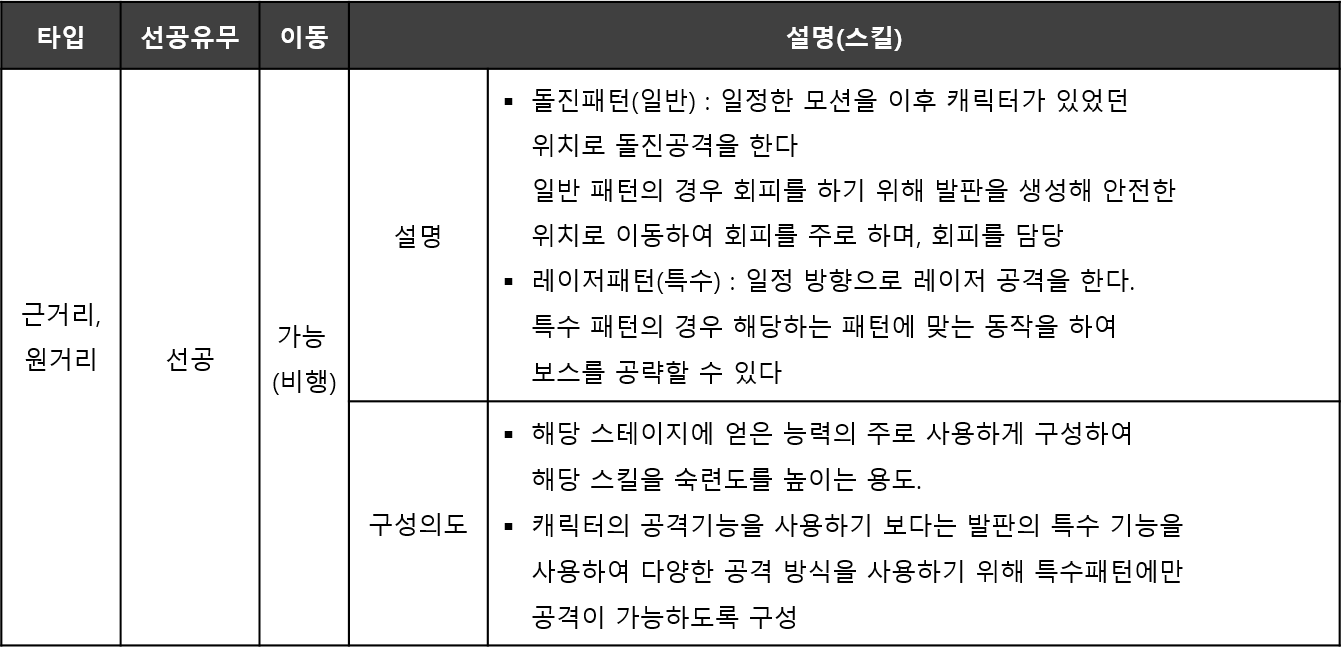 타입 선공유무 이동 설명(스킬)
근거리,
원거리
선공
가능
(비행)
설명
▪ 돌진패턴(일반) : 일정한 모션을 이후 캐릭터가 있었던
위치로 돌진공격을 한다
일반 패턴의 경우 회피를 하기 위해 발판을 생성해 안전한
위치로 이동하여 회피를 주로 하며, 회피를 담당
▪ 레이저패턴(특수) : 일정 방향으로 레이저 공격을 한다.
특수 패턴의 경우 해당하는 패턴에 맞는 동작을 하여
보스를 공략할 수 있다
구성의도
▪ 해당 스테이지에 얻은 능력의 주로 사용하게 구성하여
해당 스킬을 숙련도를 높이는 용도.
▪ 캐릭터의 공격기능을 사용하기 보다는 발판의 특수 기능을
사용하여 다양한 공격 방식을 사용하기 위해 특수패턴에만
공격이 가능하도록 구성